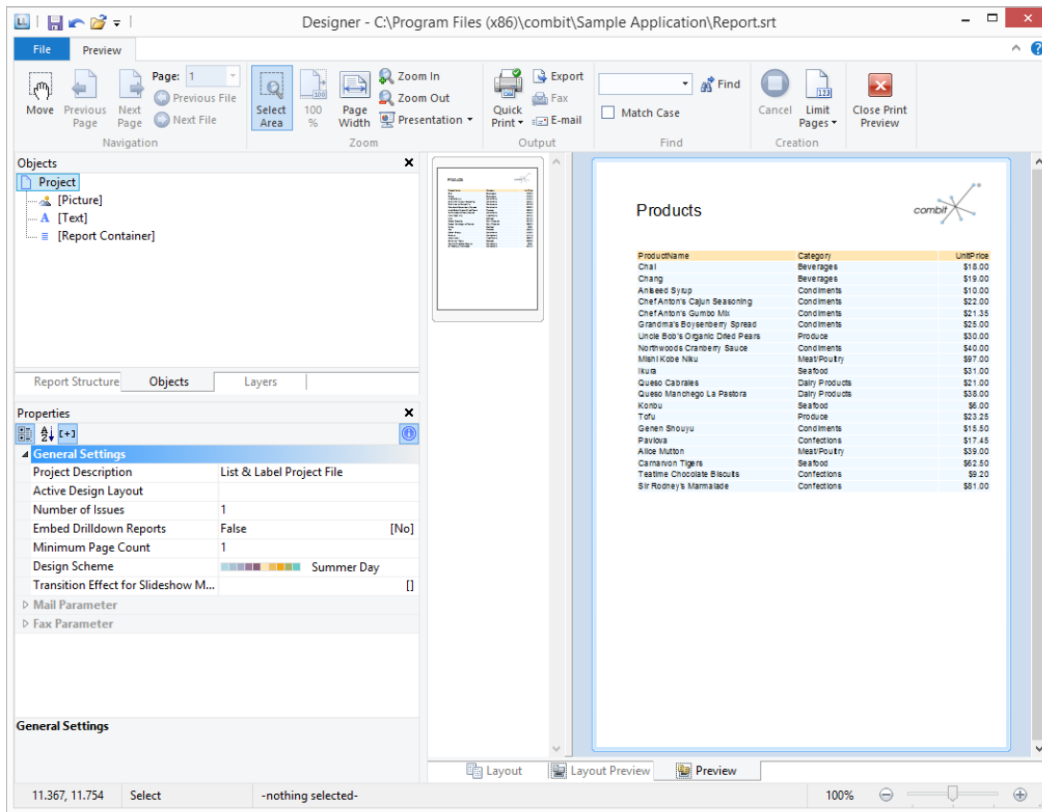 Designer - C:\Program Files (x86)\combit\Sample Application\Report.srt
File Preview
Move
Previous Page
Next Page
Page: 1
Previous File
Next File
Navigation
Select Area
100 %
Page Width
Zoom In
Zoom Out
Presentation
Zoom
Quick Print
Export
Fax
E-mail
Output
Find
Match Case
Find
Cancel
Limit Pages
Creation
Close Print Preview
Objects
Project
[Picture]
[Text]
[Report Container]
Report Structure Objects Layers
Properties
General Settings
Project Description List & Label Project File
Active Design Layout
Number of Issues 1
Embed Drilldown Reports False [No]
Minimum Page Count 1
Design Scheme Summer Day
Transition Effect for Slideshow M... []
Mail Parameter
Fax Parameter
General Settings
Products
combit
ProductName Category UnitPrice
Chai Beverages $18.00
Chang Beverages $19.00
Aniseed Syrup Condiments $10.00
Chef Anton's Cajun Seasoning Condiments $22.00
Chef Anton's Gumbo Mix Condiments $21.35
Grandma's Boysenberry Spread Condiments $25.00
Uncle Bob's Organic Dried Pears Produce $30.00
Northwoods Cranberry Sauce Condiments $40.00
Mishi Kobe Niku Meat/Poultry $97.00
Ikura Seafood $31.00
Queso Cabrales Dairy Products $21.00
Queso Manchego La Pastora Dairy Products $38.00
Konbu Seafood $6.00
Tofu Produce $23.25
Genen Shouyu Condiments $15.50
Pavlova Confections $17.45
Alice Mutton Meat/Poultry $39.00
Carnarvon Tigers Seafood $62.50
Teatime Chocolate Biscuits Confections $9.20
Sir Rodney's Marmalade Confections $81.00
Layout Layout Preview Preview
11.367, 11.754 Select -nothing selected- 100%